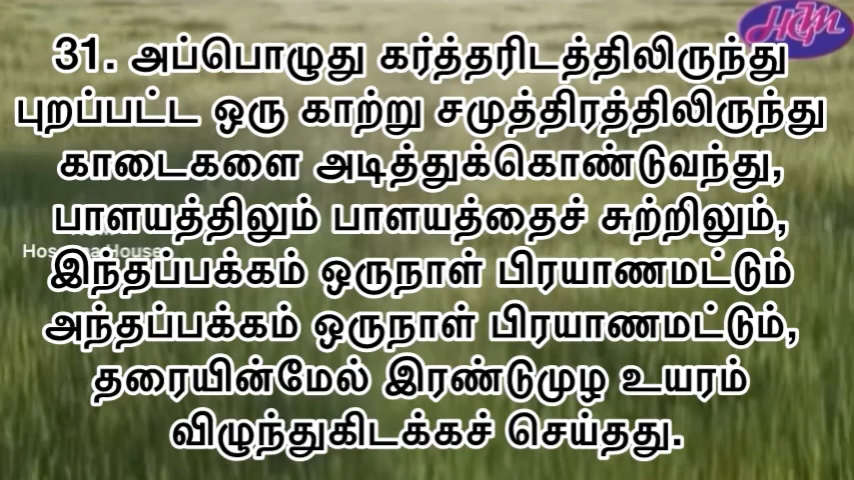 HCM
31. அப்பொழுது கர்த்தரிடத்திலிருந்து
புறப்பட்ட ஒரு காற்று சமுத்திரத்திலிருந்து
காடைகளை அடித்துக்கொண்டுவந்து,
பாளயத்திலும் பாளயத்தைச் சுற்றிலும்,
இந்தப்பக்கம் ஒருநாள் பிரயாணமட்டும்
அந்தப்பக்கம் ஒருநாள் பிரயாணமட்டும்,
தரையின்மேல் இரண்டுமுழ உயரம்
விழுந்துகிடக்கச் செய்தது.